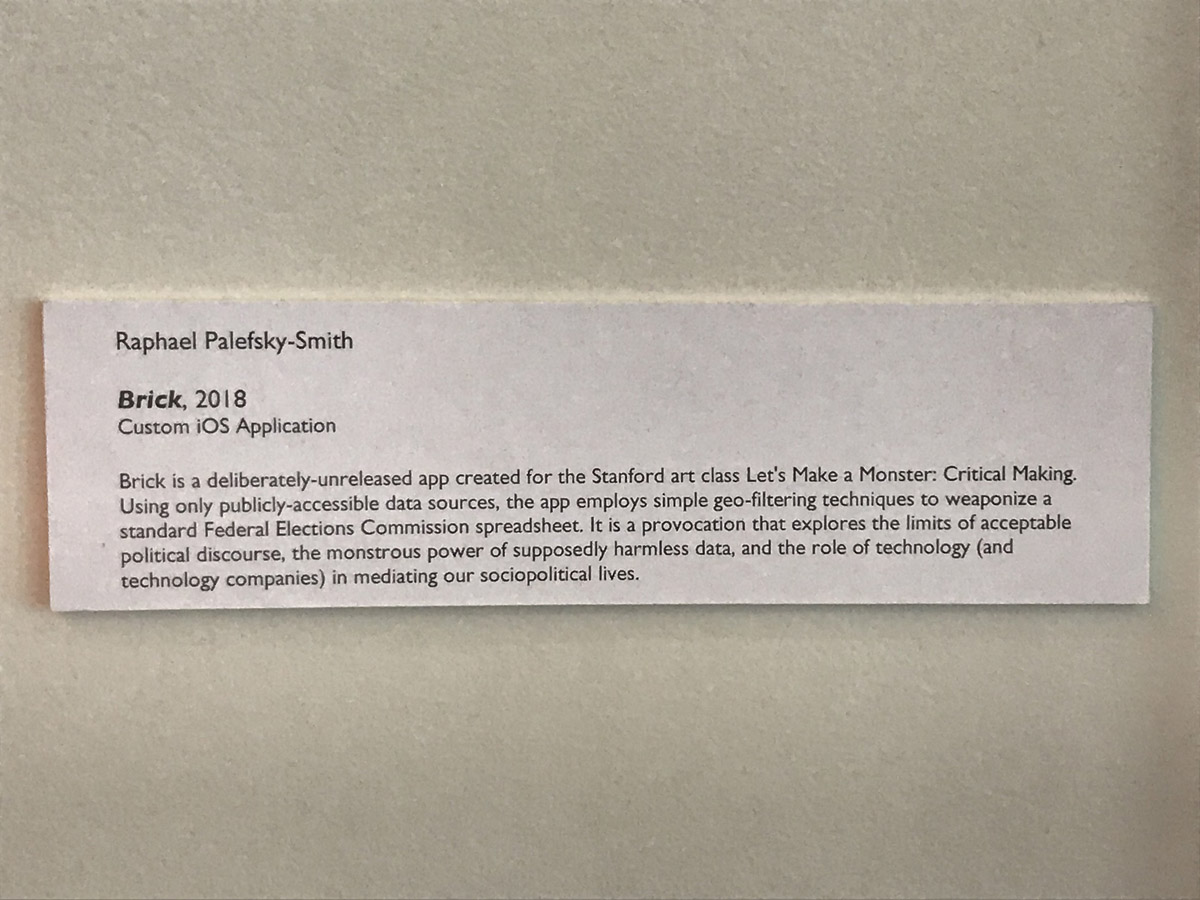 Raphael Palefsky-Smith
Brick, 2018
Custom iOS Application
Brick is a deliberately-unreleased app created for the Stanford art class Let's Make a Monster: Critical Making.
Using only publicly-accessible data sources, the app employs simple geo-filtering techniques to weaponize a
standard Federal Elections Commission spreadsheet. It is a provocation that explores the limits of acceptable
political discourse, the monstrous power of supposedly harmless data, and the role of technology (and
technology companies) in mediating our sociopolitical lives.